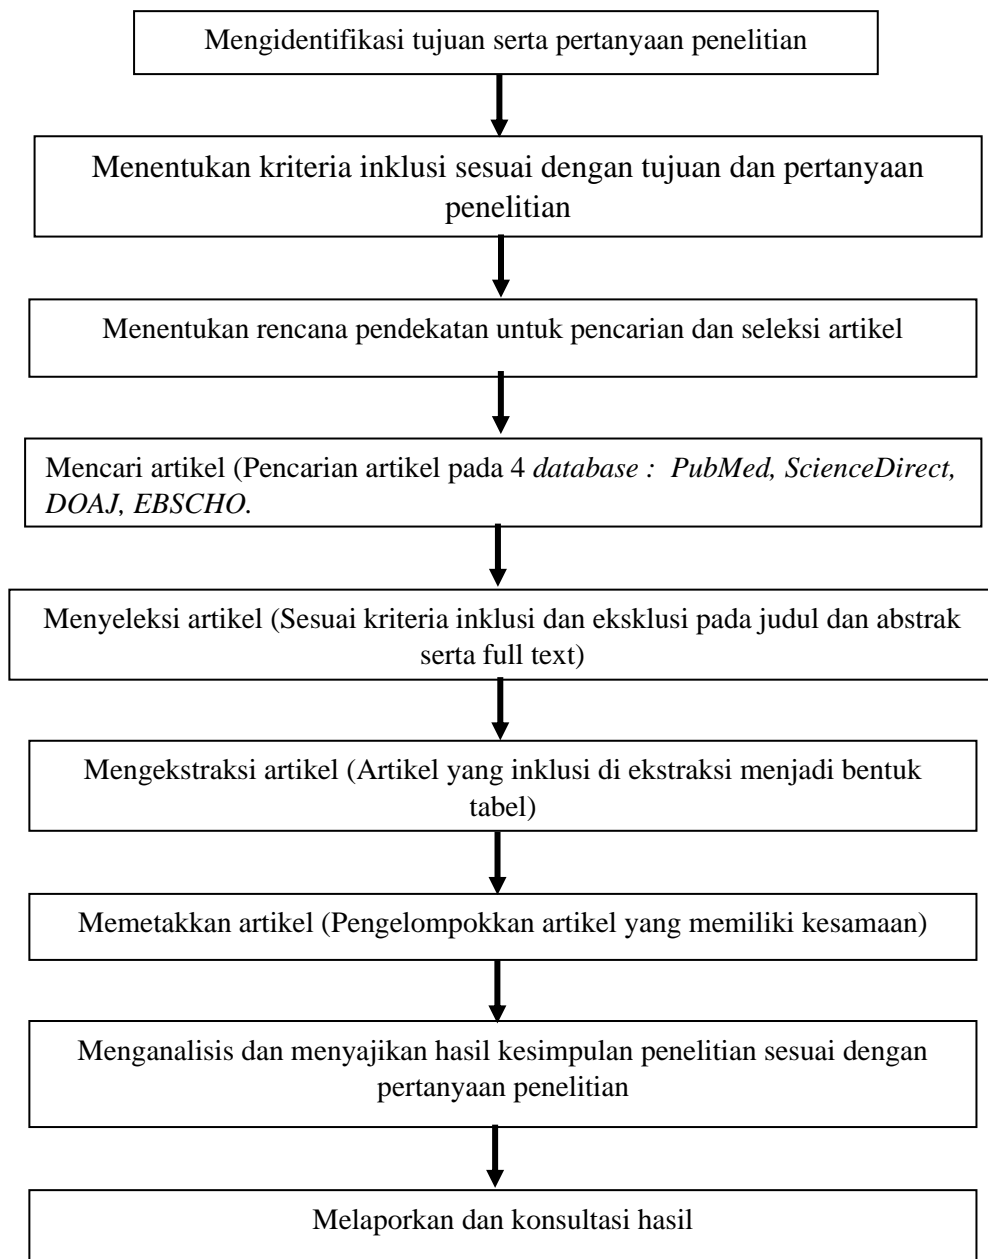 Mengidentifikasi tujuan serta pertanyaan penelitian
Menentukan kriteria inklusi sesuai dengan tujuan dan pertanyaan
penelitian
Menentukan rencana pendekatan untuk pencarian dan seleksi artikel
Mencari artikel (Pencarian artikel pada 4 database : PubMed, ScienceDirect,
DOAJ, EBSCHO.
Menyeleksi artikel (Sesuai kriteria inklusi dan eksklusi pada judul dan abstrak
serta full text)
Mengekstraksi artikel (Artikel yang inklusi di ekstraksi menjadi bentuk
tabel)
Memetakkan artikel (Pengelompokkan artikel yang memiliki kesamaan)
Menganalisis dan menyajikan hasil kesimpulan penelitian sesuai dengan
pertanyaan penelitian
Melaporkan dan konsultasi hasil